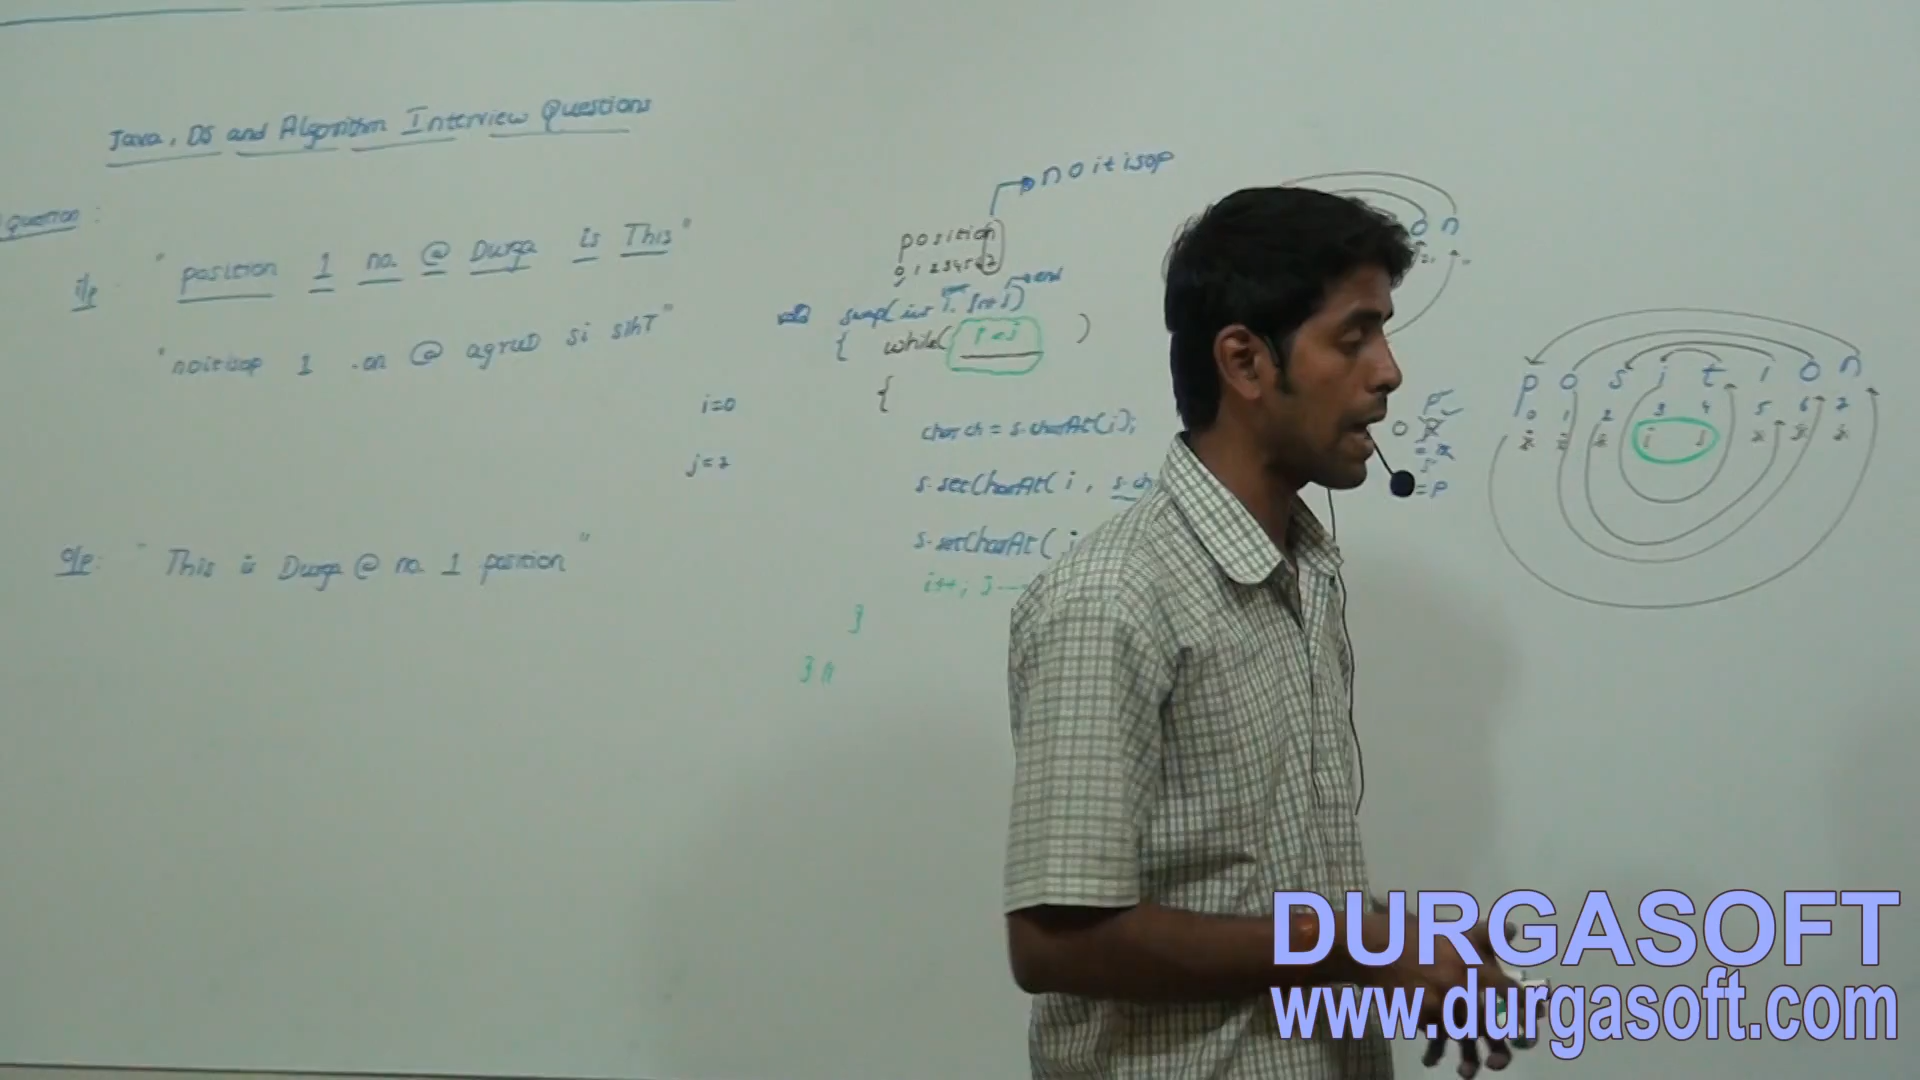 Java, DS and Algorithm Interview Questions
Question :
i/p
" position 1 no. @ Durga is This "
" noitisop 1 .on @ agruD si sihT "
o/p: " This is Durga @ no. 1 position "
noitisop
position
0 1 2 3 4 5 6 7
end
void swap(int i, int j)
{ while( i<j )
{
i=0
char ch = s.charAt(i);
j=7
s.setCharAt( i , s.ch
s.setCharAt( j
i++; j--
}
}
o n
= p
p o s i t i o n
0 1 2 3 4 5 6 7
i j
DURGASOFT
www.durgasoft.com